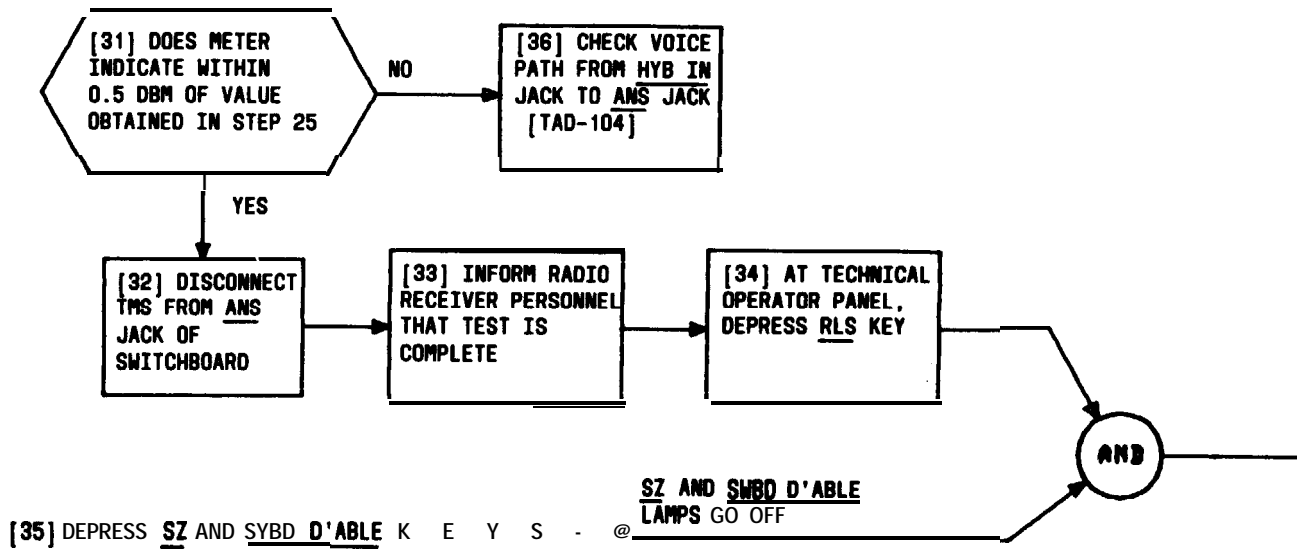 [31] DOES METER
INDICATE WITHIN
0.5 DBM OF VALUE
OBTAINED IN STEP 25
NO
[36] CHECK VOICE
PATH FROM HYB IN
JACK TO ANS JACK
[TAD-104]
YES
[32] DISCONNECT
TMS FROM ANS
JACK OF
SWITCHBOARD
[33] INFORM RADIO
RECEIVER PERSONNEL
THAT TEST IS
COMPLETE
[34] AT TECHNICAL
OPERATOR PANEL,
DEPRESS RLS KEY
AND
SZ AND SWBD D'ABLE
LAMPS GO OFF
[35] DEPRESS SZ AND SYBD D'ABLE K E Y S - @